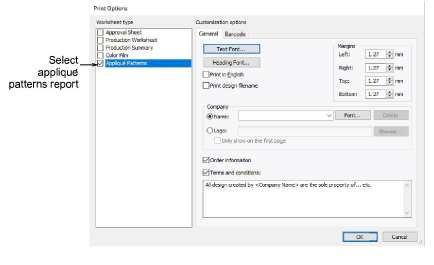 Print Options
Worksheet type
Approval Sheet
Production Worksheet
Production Summary
Color Film
Appliqué Patterns
Select
appliqué
patterns report
Customization options
General
Barcode
Text Font...
Heading Font...
Print in English
Print design filename
Margins
Left: 1.27 mm
Right: 1.27 mm
Top: 1.27 mm
Bottom: 1.27 mm
Company
Name: Font... Delete
Logo: Browse...
Only show on the first page
Order information
Terms and conditions:
All design created by <Company Name> are the sole property of... etc.
OK Cancel